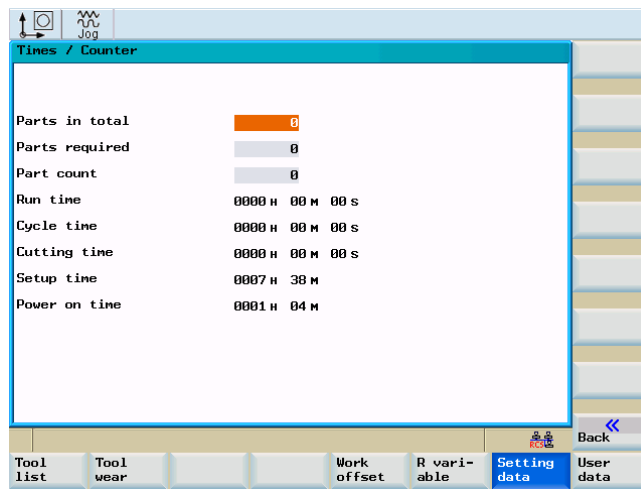 Jog
Times / Counter
Parts in total 0
Parts required 0
Part count 0
Run time 0000 H 00 M 00 S
Cycle time 0000 H 00 M 00 S
Cutting time 0000 H 00 M 00 S
Setup time 0007 H 38 M
Power on time 0001 H 04 M
RCS
« Back
Tool list
Tool wear
Work offset
R vari-able
Setting data
User data